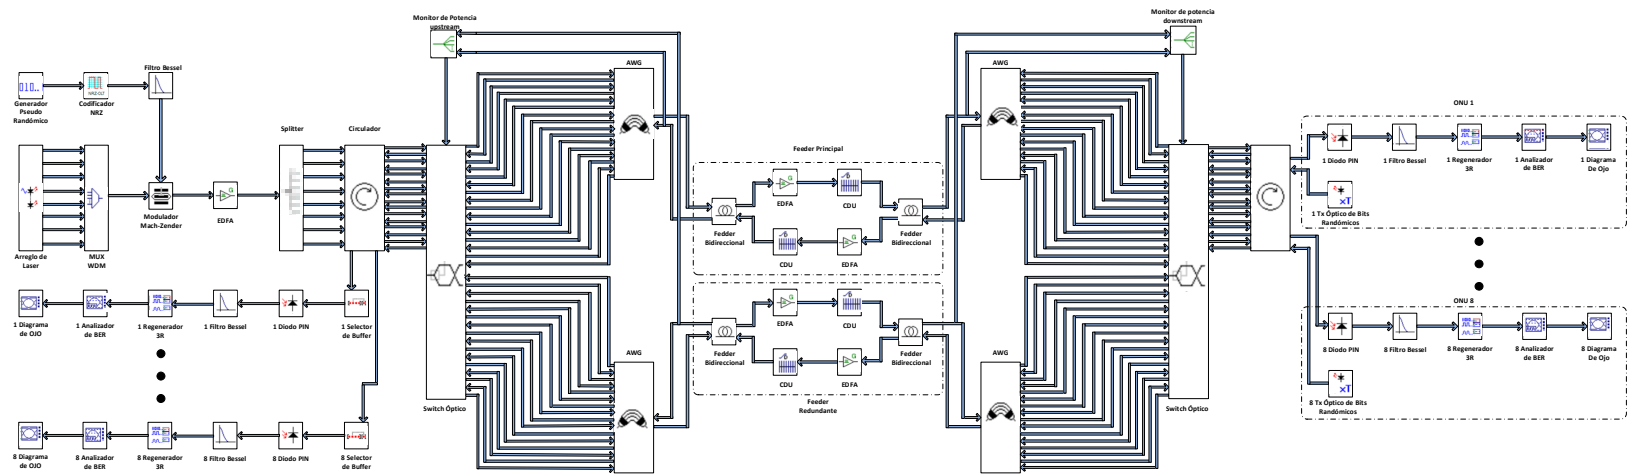 Monitor de Potencia
upstream
Monitor de potencia
downstream
Filtro Bessel
AWG
AWG
Generador
Pseudo
Randómico
Codificador
NRZ
Splitter
Circulador
Feeder Principal
ONU 1
1 Diodo PIN
1 Filtro Bessel
1 Regenerador
3R
1 Analizador
de BER
1 Diagrama
De Ojo
1 Tx Óptico de Bits
Randómicos
Arreglo de
Laser
MUX
WDM
Modulador
Mach-Zender
EDFA
EDFA
CDU
Fedder
Bidireccional
Fedder
Bidireccional
CDU
EDFA
1 Diagrama
de OJO
1 Analizador
de BER
1 Regenerador
3R
1 Filtro Bessel
1 Diodo PIN
1 Selector
de Buffer
EDFA
CDU
Fedder
Bidireccional
Fedder
Bidireccional
CDU
EDFA
Feeder
Redundante
AWG
AWG
ONU 8
8 Diodo PIN
8 Filtro Bessel
8 Regenerador
3R
8 Analizador
de BER
8 Diagrama
De Ojo
8 Tx Óptico de Bits
Randómicos
Switch Óptico
Switch Óptico
8 Diagrama
de OJO
8 Analizador
de BER
8 Regenerador
3R
8 Filtro Bessel
8 Diodo PIN
8 Selector
de Buffer